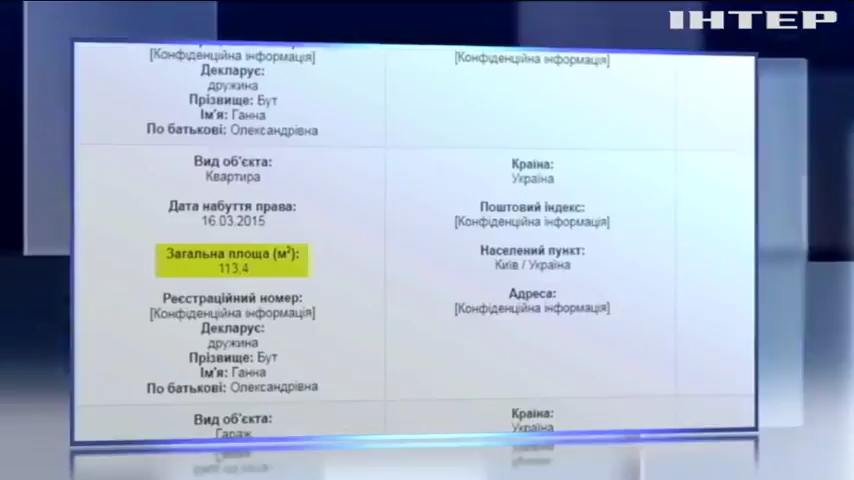 ІНТЕР
[Конфіденційна інформація]
Декларує:
дружина
Прізвище: Бут
Ім'я: Ганна
По батькові: Олександрівна
[Конфіденційна інформація]
Вид об'єкта:
Квартира
Дата набуття права:
16.03.2015
Загальна площа (м²):
113,4
Реєстраційний номер:
[Конфіденційна інформація]
Декларує:
дружина
Прізвище: Бут
Ім'я: Ганна
По батькові: Олександрівна
Країна:
Україна
Поштовий індекс:
[Конфіденційна інформація]
Населений пункт:
Київ / Україна
Адреса:
[Конфіденційна інформація]
Вид об'єкта:
Гараж
Країна:
Україна